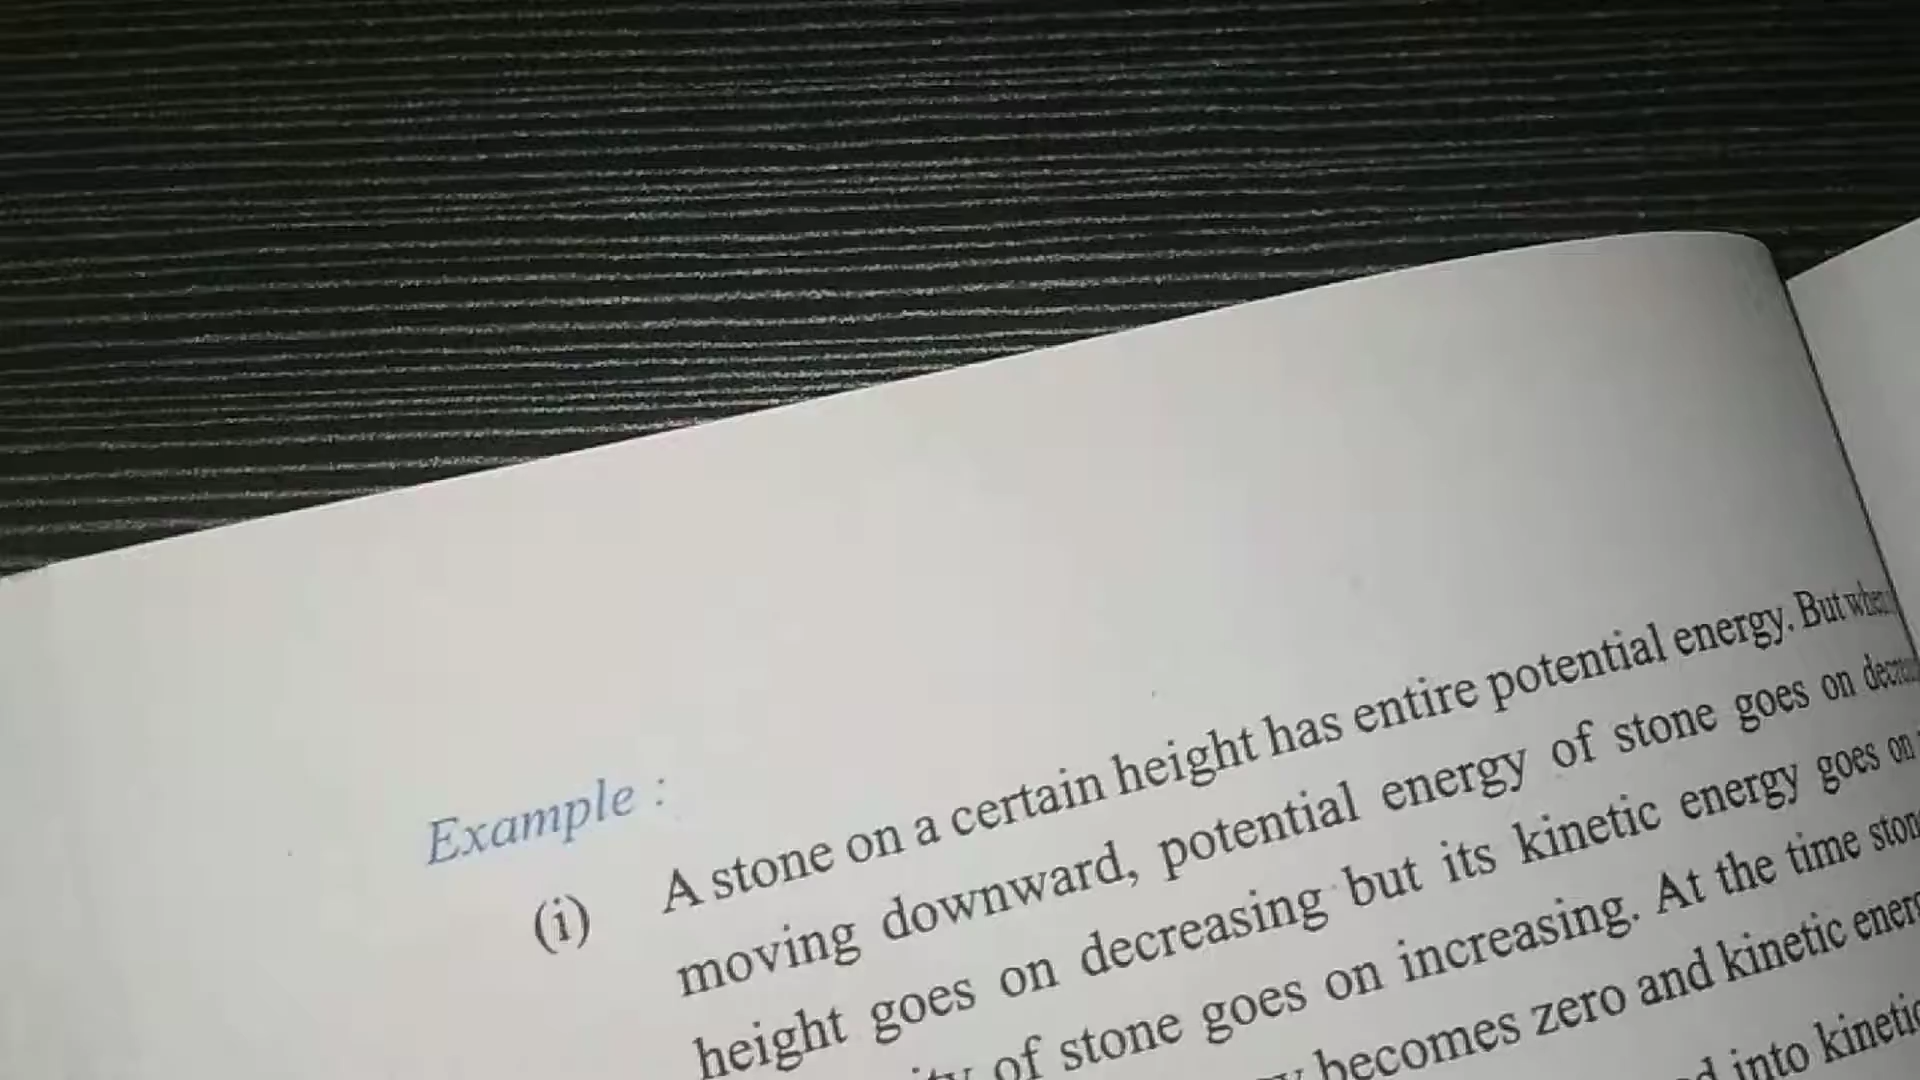 Example :
(i) A stone on a certain height has entire potential energy. But when
moving downward, potential energy of stone goes on
height goes on decreasing but its kinetic energy goes on
of stone goes on increasing. At the time
becomes zero and kinetic
into kinetic